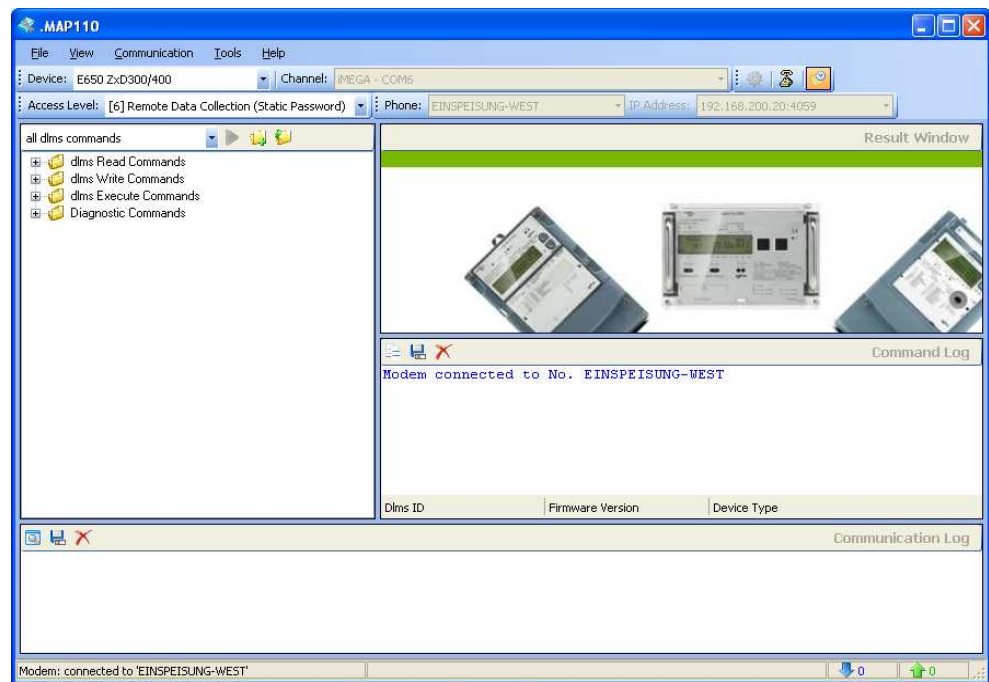 .MAP110
File View Communication Tools Help
Device: E650 ZxD300/400 Channel: iMEGA - COM6
Access Level: [6] Remote Data Collection (Static Password) Phone: EINSPEISUNG-WEST IP Address: 192.168.200.20:4059
all dlms commands
Result Window
dlms Read Commands
dlms Write Commands
dlms Execute Commands
Diagnostic Commands
Command Log
Modem connected to No. EINSPEISUNG-WEST
Dlms ID Firmware Version Device Type
Communication Log
Modem: connected to 'EINSPEISUNG-WEST' 0 0